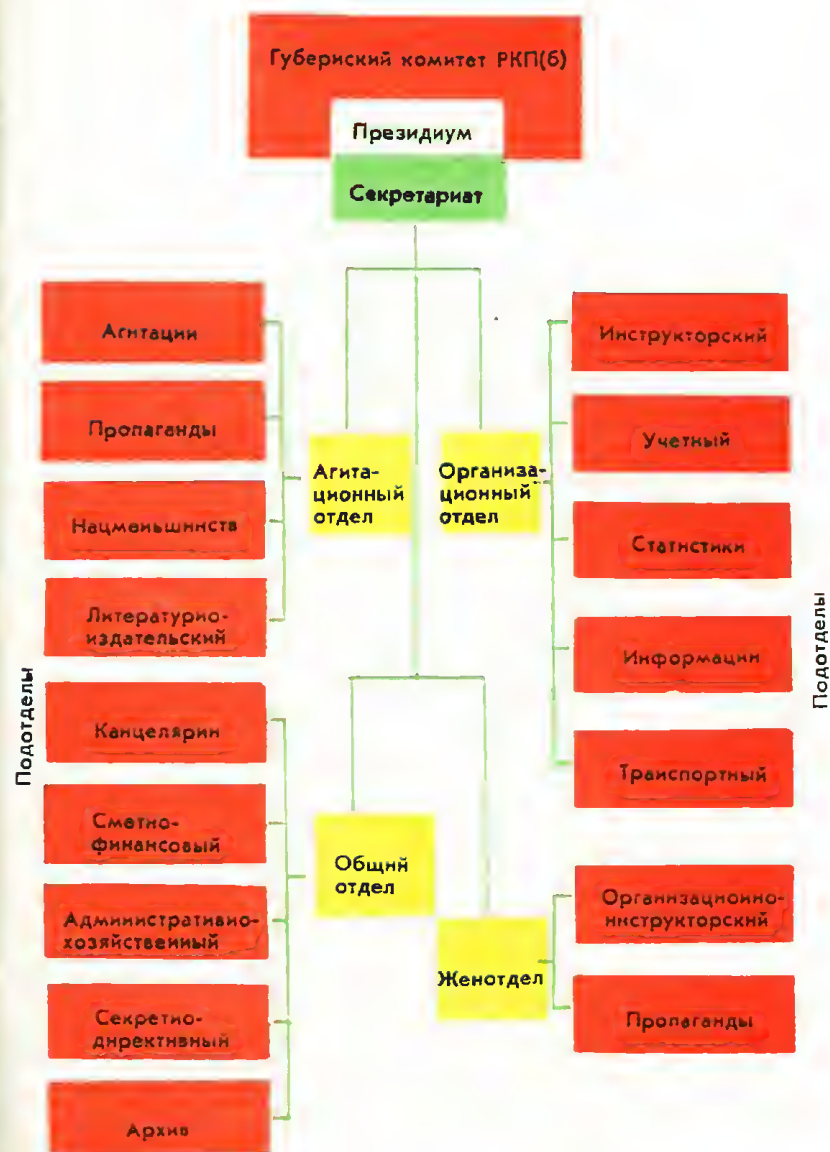 Губернский комитет РКП(б)
Президиум
Секретариат
Агитации
Пропаганды
Нацменьшинств
Литературно-
издательский
Агита-
ционный
отдел
Организа-
ционный
отдел
Инструкторский
Учетный
Статистики
Информации
Транспортный
Подотделы
Подотделы
Канцелярии
Сметно-
финансовый
Административно-
хозяйственный
Секретно-
директивный
Архив
Общий
отдел
Женотдел
Организационно-
инструкторский
Пропаганды